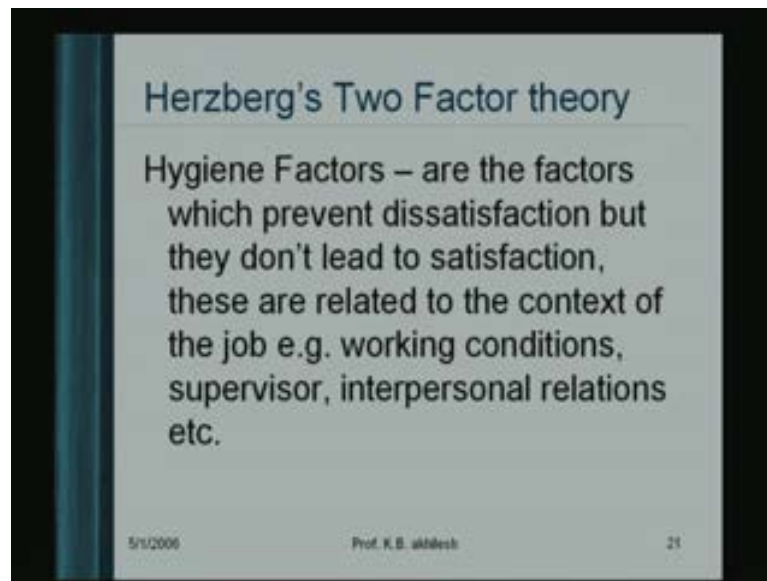 Herzberg's Two Factor theory
Hygiene Factors – are the factors
which prevent dissatisfaction but
they don't lead to satisfaction,
these are related to the context of
the job e.g. working conditions,
supervisor, interpersonal relations
etc.
5/1/2006
Prof. K.B. akhilesh
21